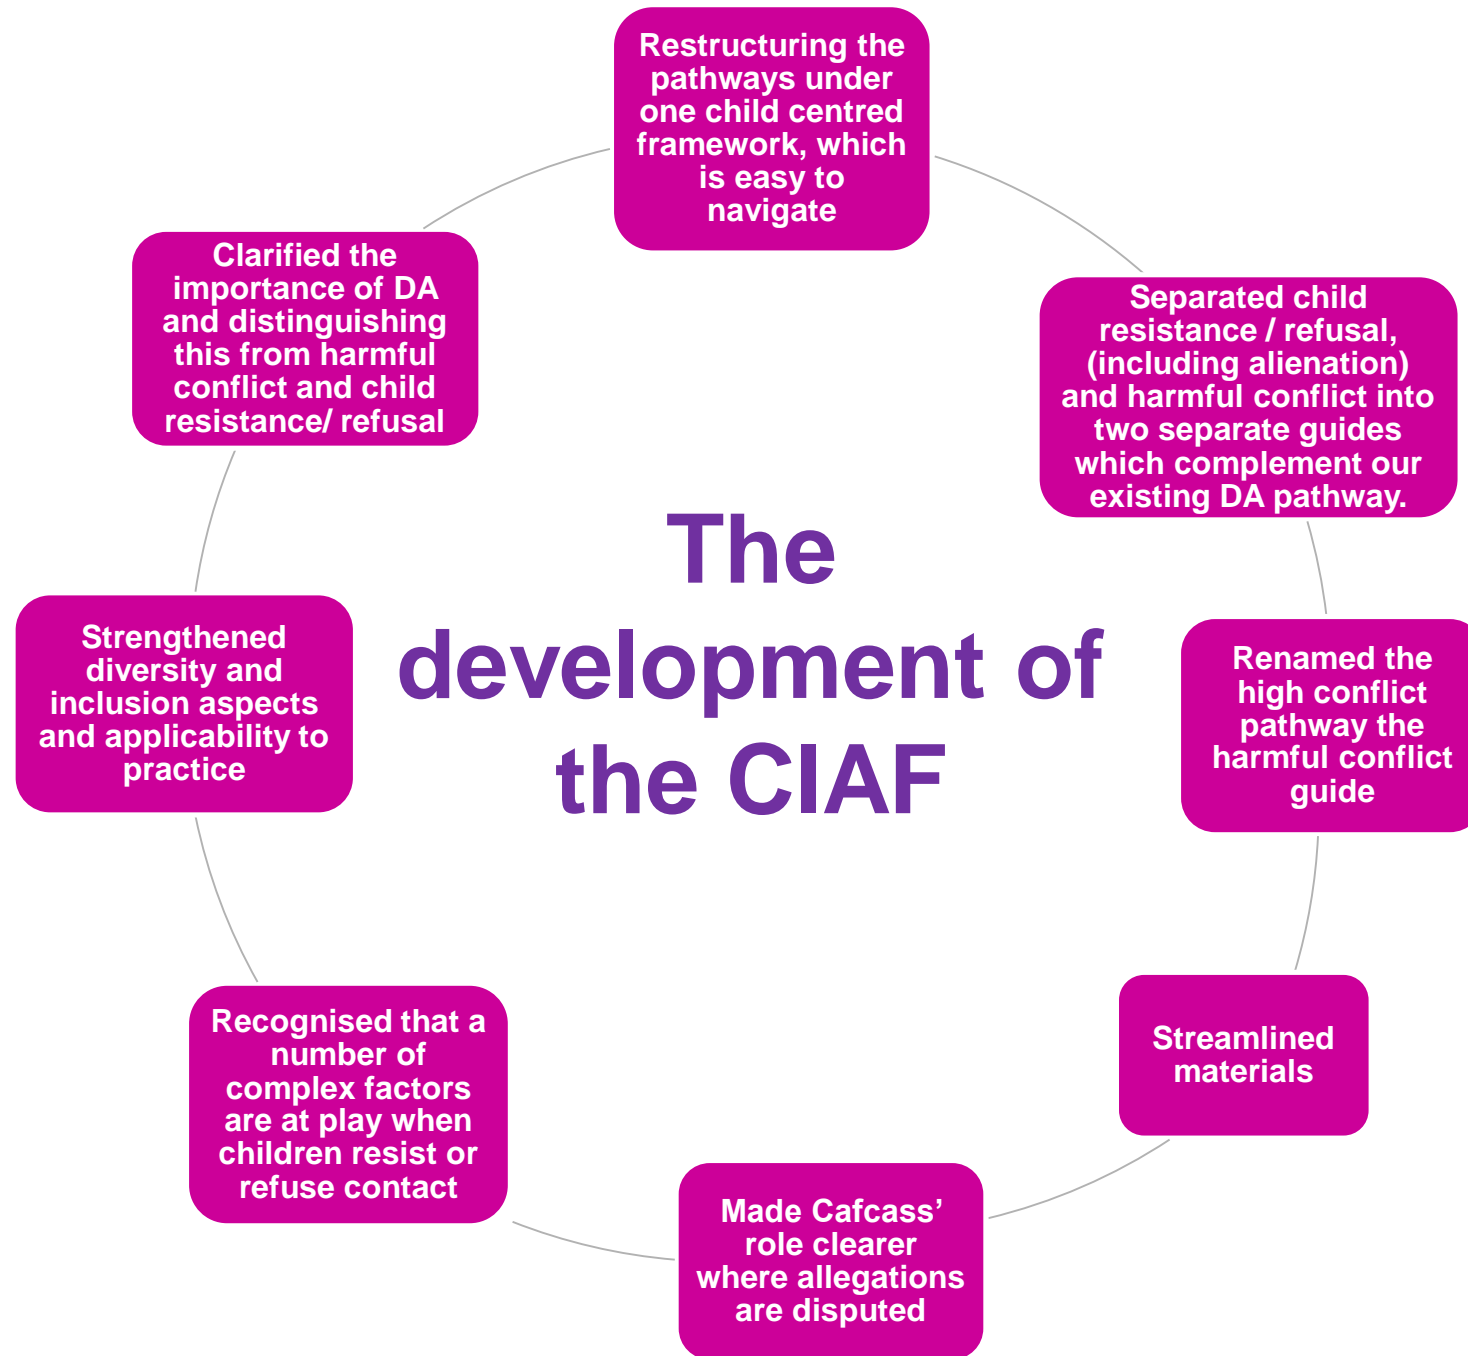 Restructuring the
pathways under
one child centred
framework, which
is easy to
navigate
Separated child
resistance / refusal,
(including alienation)
and harmful conflict into
two separate guides
which complement our
existing DA pathway.
Renamed the
high conflict
pathway the
harmful conflict
guide
Streamlined
materials
Made Cafcass’
role clearer
where allegations
are disputed
Recognised that a
number of
complex factors
are at play when
children resist or
refuse contact
Strengthened
diversity and
inclusion aspects
and applicability to
practice
Clarified the
importance of DA
and distinguishing
this from harmful
conflict and child
resistance/ refusal
The
development of
the CIAF